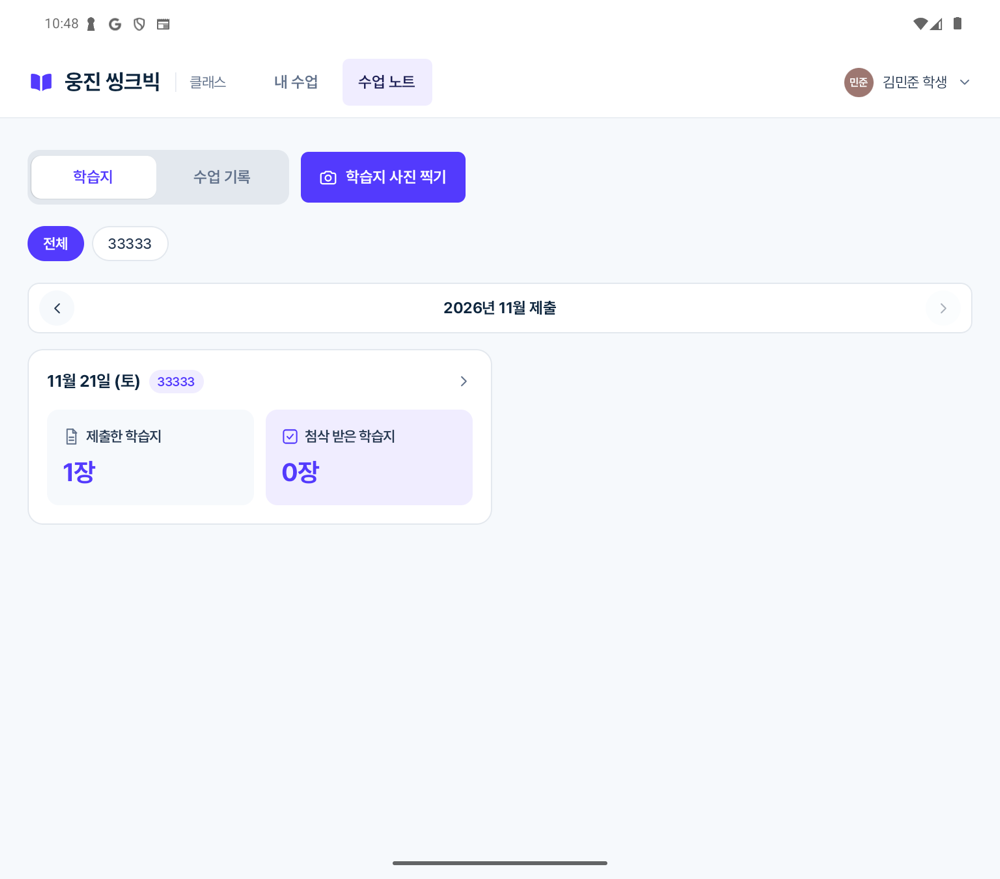 10:48
웅진 씽크빅 클래스 내 수업 수업 노트 민준 김민준 학생
학습지 수업 기록 학습지 사진 찍기
전체 33333
2026년 11월 제출
11월 21일 (토) 33333
제출한 학습지 첨삭 받은 학습지
1장 0장